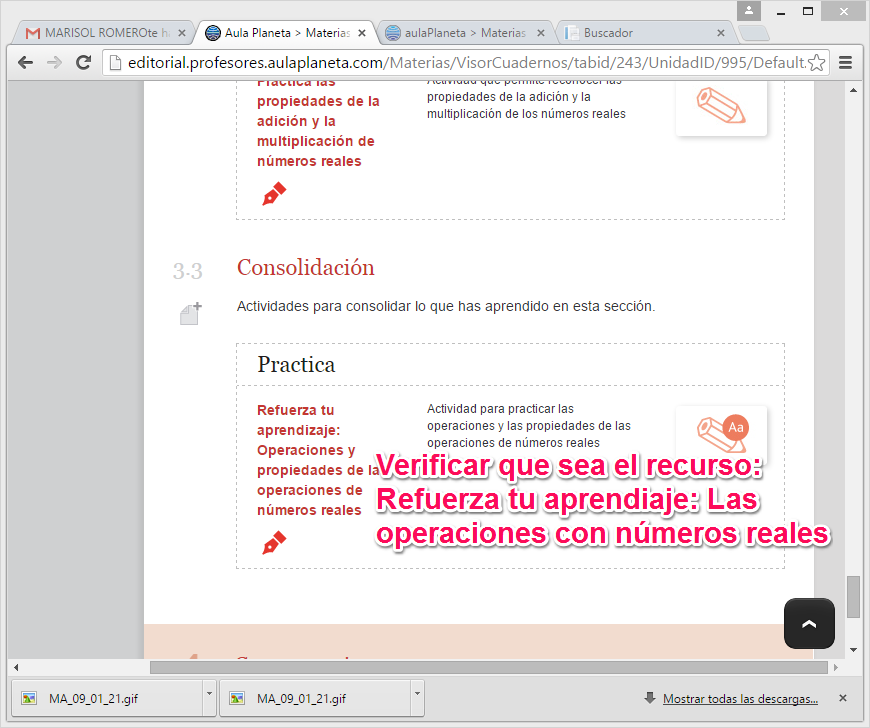 MARISOL ROMEROte h
Aula Planeta > Materias
aulaPlaneta > Materias
Buscador
editorial.profesores.aulaplaneta.com/Materias/VisorCuadernos/tabid/243/UnidadID/995/Default.
Practica las
propiedades de la
adición y la
multiplicación de
números reales
Actividad que permite reconocer las
propiedades de la adición y la
multiplicación de los números reales
3.3
Consolidación
Actividades para consolidar lo que has aprendido en esta sección.
Practica
Refuerza tu
aprendizaje:
Operaciones y
propiedades de la
operaciones de
números reales
Actividad para practicar las
operaciones y las propiedades de las
operaciones de números reales
Aa
Verificar que sea el recurso:
Refuerza tu aprendiaje: Las
operaciones con números reales
MA_09_01_21.gif
MA_09_01_21.gif
Mostrar todas las descargas...